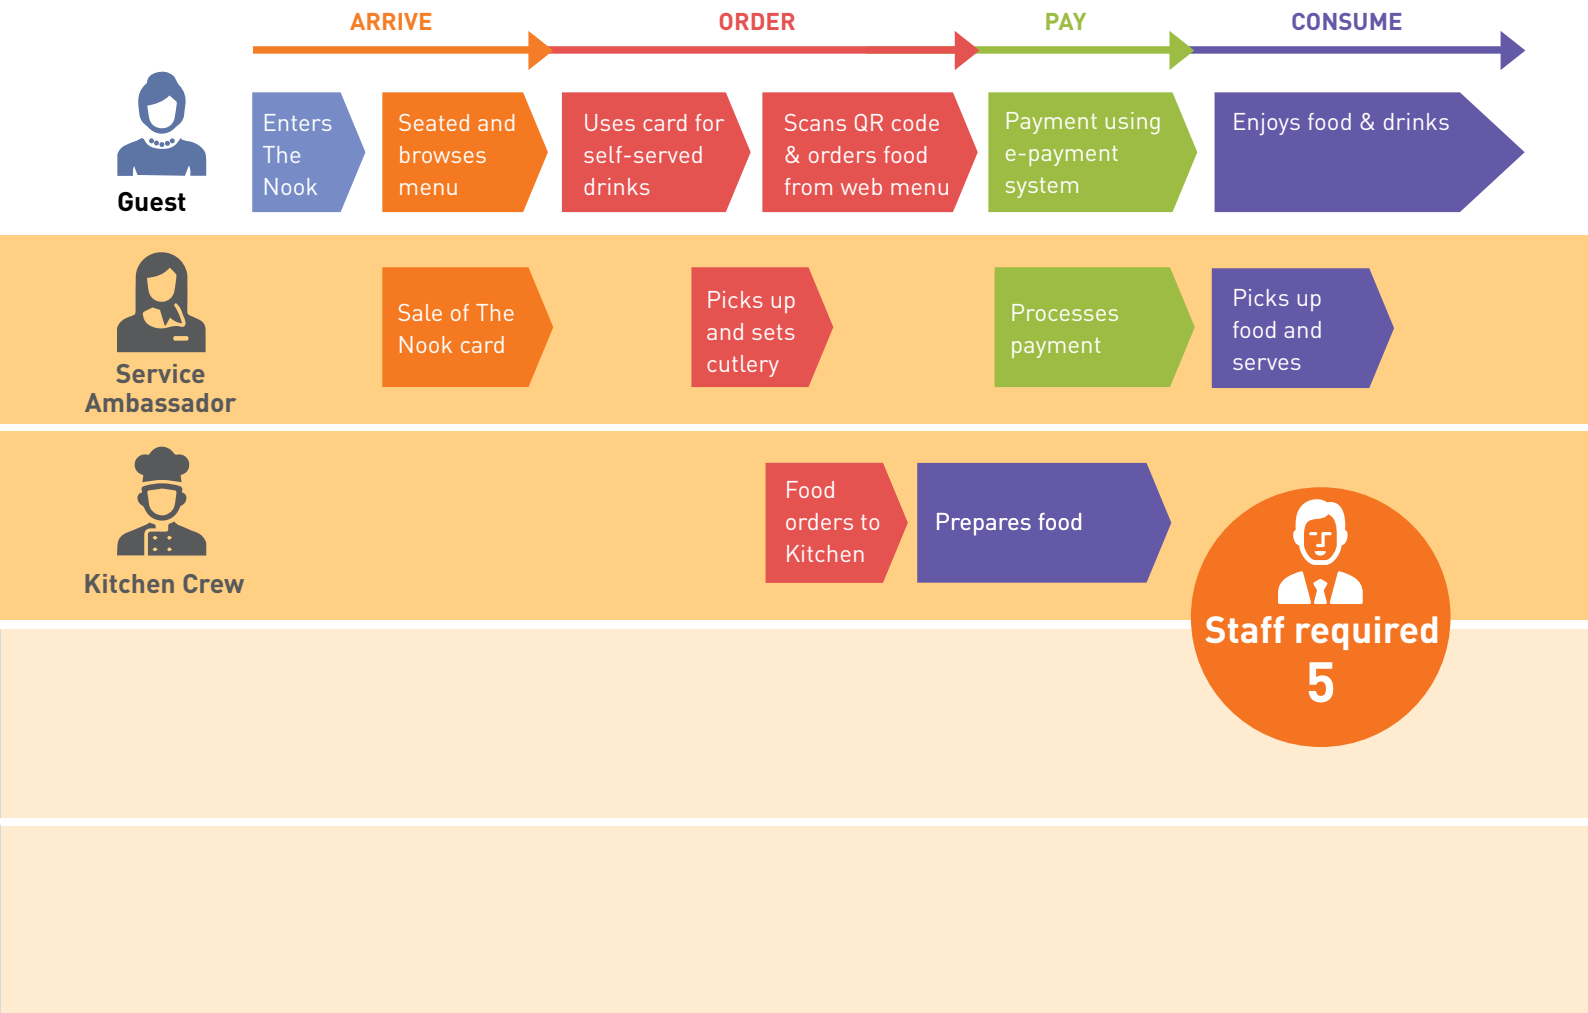 ARRIVE
ORDER
PAY
CONSUME
Guest
Enters
The
Nook
Seated and
browses
menu
Uses card for
self-served
drinks
Scans QR code
& orders food
from web menu
Payment using
e-payment
system
Enjoys food & drinks
Service
Ambassador
Sale of The
Nook card
Picks up
and sets
cutlery
Processes
payment
Picks up
food and
serves
Kitchen Crew
Food
orders to
Kitchen
Prepares food
Staff required
5